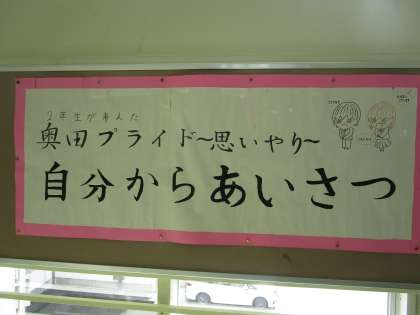 2年生が考えた
奥田プライド～思いやり～
自分からあいさつ